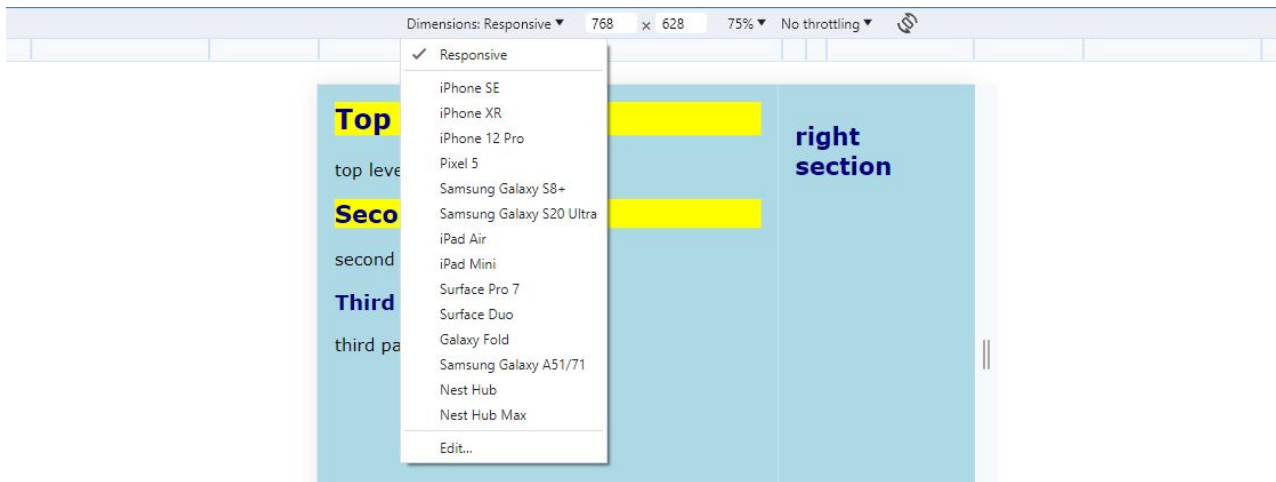 Dimensions: Responsive ▼ 768 × 628 75% ▼ No throttling ▼
Responsive
iPhone SE
iPhone XR
iPhone 12 Pro
Pixel 5
Samsung Galaxy S8+
Samsung Galaxy S20 Ultra
iPad Air
iPad Mini
Surface Pro 7
Surface Duo
Galaxy Fold
Samsung Galaxy A51/71
Nest Hub
Nest Hub Max
Edit...
Top
top leve
Seco
second
Third
third pa
right
section